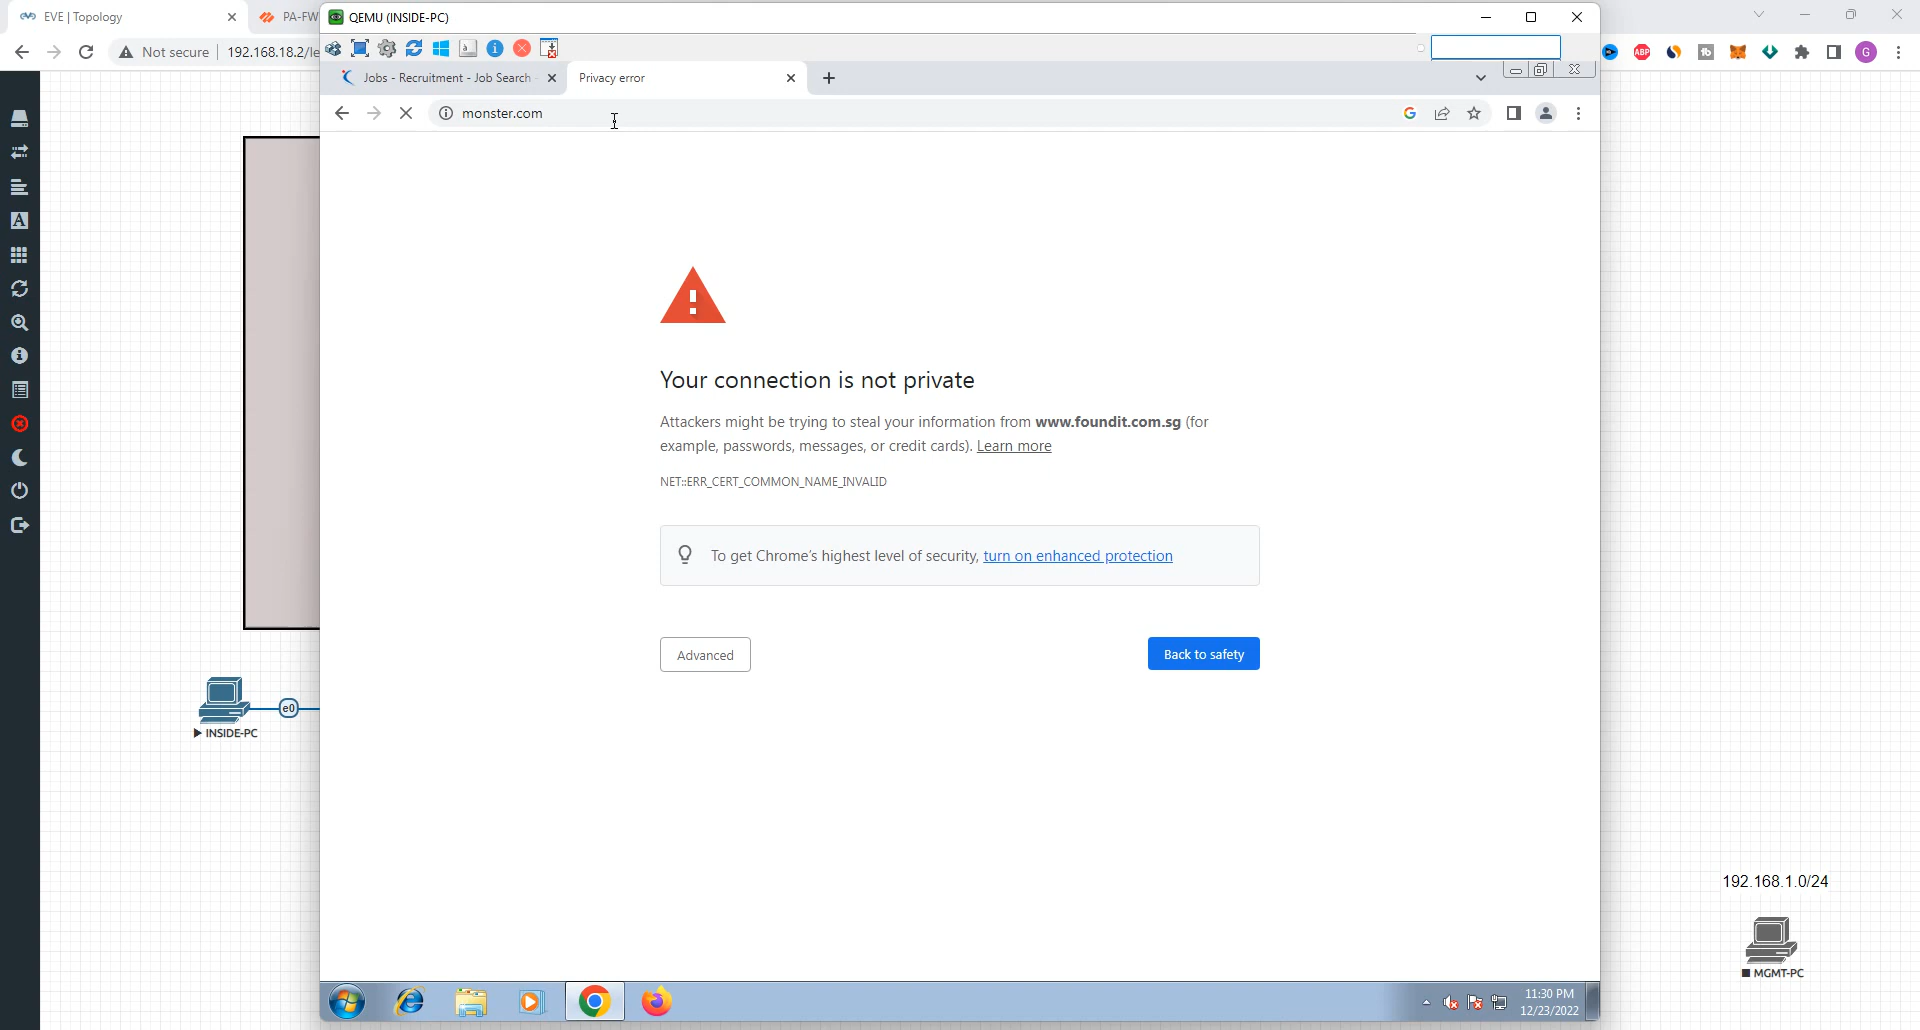 EVE | Topology
PA-FW
QEMU (INSIDE-PC)
Not secure
192.168.18.2/le
ABP
G
Jobs - Recruitment - Job Search -
Privacy error
monster.com
G
Your connection is not private
Attackers might be trying to steal your information from www.foundit.com.sg (for
example, passwords, messages, or credit cards). Learn more
NET::ERR_CERT_COMMON_NAME_INVALID
To get Chrome's highest level of security, turn on enhanced protection
Advanced
Back to safety
e0
INSIDE-PC
192.168.1.0/24
MGMT-PC
11:30 PM
12/23/2022